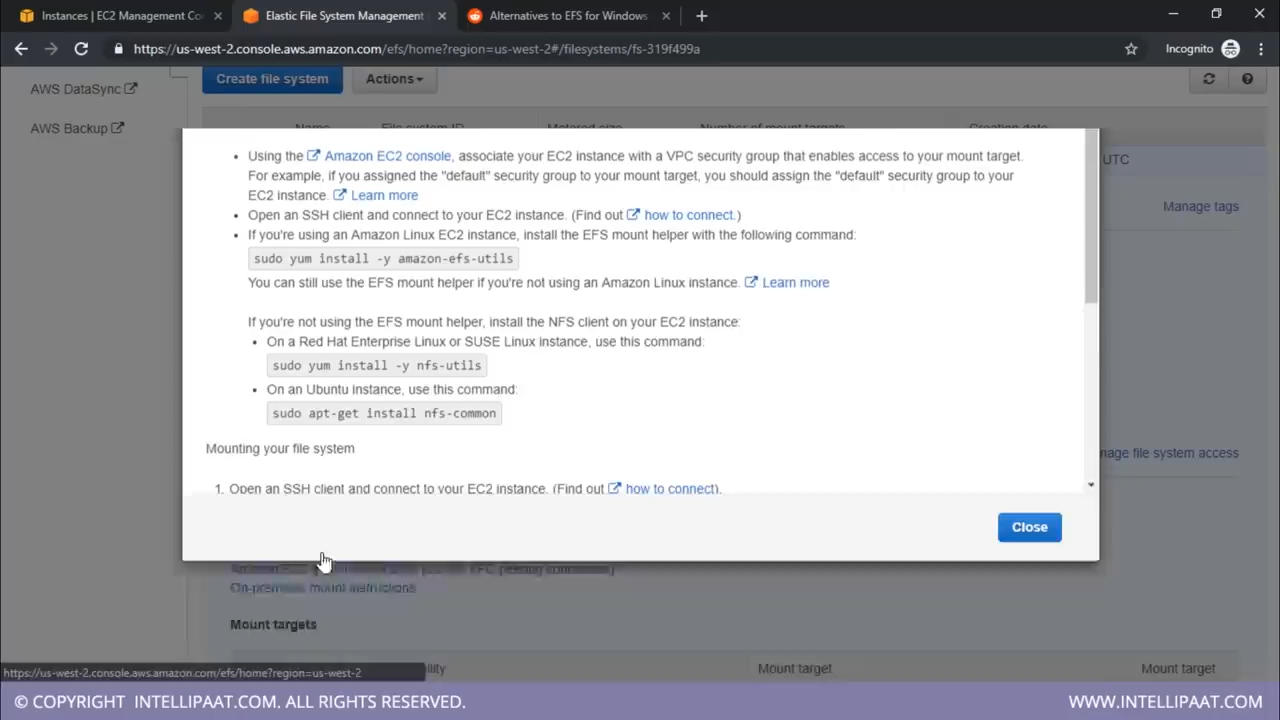 Instances | EC2 Management Co
Elastic File System Management
Alternatives to EFS for Windows
https://us-west-2.console.aws.amazon.com/efs/home?region=us-west-2#/filesystems/fs-319f499a
Incognito
AWS DataSync
Create file system
Actions
AWS Backup
Name
File system ID
Metered size
Number of mount targets
Creation date
UTC
Manage tags
• Using the Amazon EC2 console, associate your EC2 instance with a VPC security group that enables access to your mount target.
For example, if you assigned the "default" security group to your mount target, you should assign the "default" security group to your
EC2 instance. Learn more
• Open an SSH client and connect to your EC2 instance. (Find out how to connect.)
• If you're using an Amazon Linux EC2 instance, install the EFS mount helper with the following command:
sudo yum install -y amazon-efs-utils
You can still use the EFS mount helper if you're not using an Amazon Linux instance. Learn more
If you're not using the EFS mount helper, install the NFS client on your EC2 instance:
• On a Red Hat Enterprise Linux or SUSE Linux instance, use this command:
sudo yum install -y nfs-utils
• On an Ubuntu instance, use this command:
sudo apt-get install nfs-common
Mounting your file system
1. Open an SSH client and connect to your EC2 instance. (Find out how to connect).
nage file system access
Close
On-premises mount instructions
Mount targets
https://us-west-2.console.aws.amazon.com/efs/home?region=us-west-2
Mount target
Mount target
© COPYRIGHT INTELLIPAAT.COM. ALL RIGHTS RESERVED.
WWW.INTELLIPAAT.COM